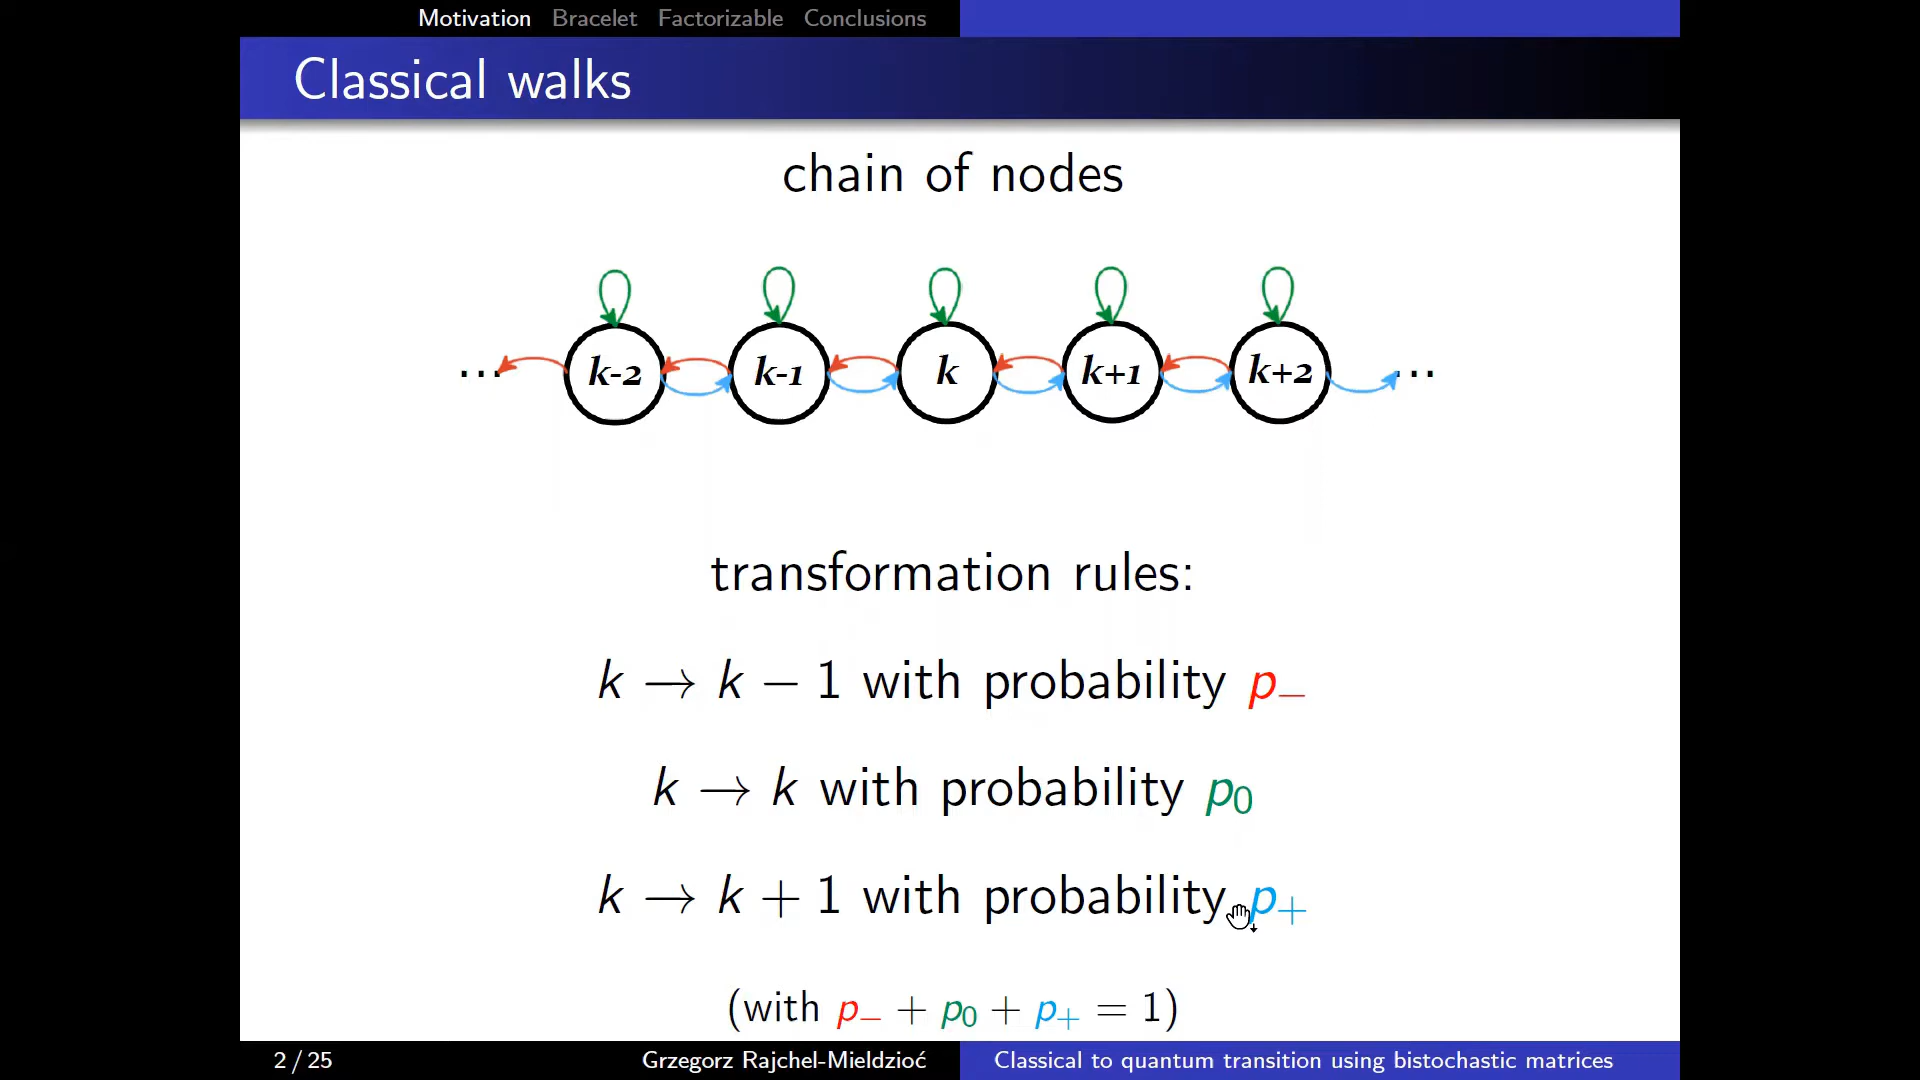 Motivation Bracelet Factorizable Conclusions
Classical walks
chain of nodes
... k-2 k-1 k k+1 k+2 ...
transformation rules:
k → k − 1 with probability p₋
k → k with probability p₀
k → k + 1 with probability p₊
(with p₋ + p₀ + p₊ = 1)
2 / 25 Grzegorz Rajchel-Mieldzioć Classical to quantum transition using bistochastic matrices